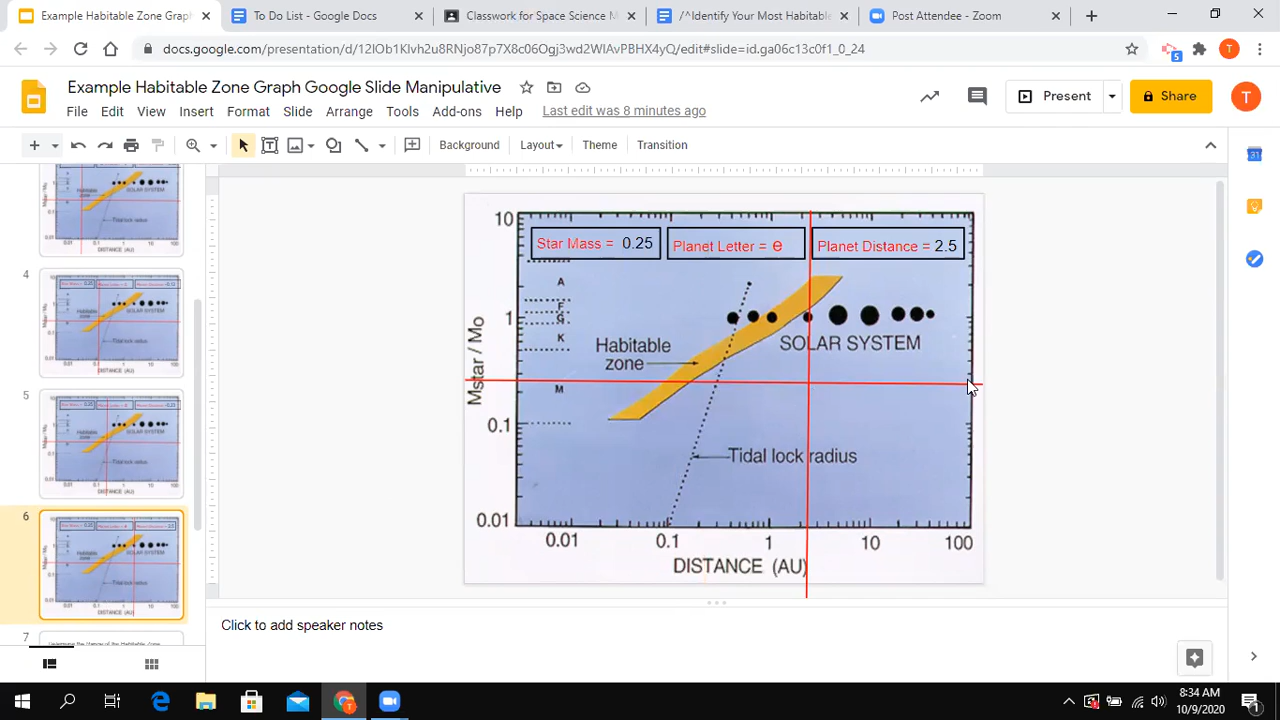 Example Habitable Zone Grap
To Do List - Google Docs
Classwork for Space Science M
/^Identify Your Most Habitable
Post Attendee - Zoom
docs.google.com/presentation/d/12IOb1KIvh2u8RNjo87p7X8c06Ogj3wd2WIAvPBHX4yQ/edit#slide=id.ga06c13c0f1_0_24
5
T
Example Habitable Zone Graph Google Slide Manipulative
File Edit View Insert Format Slide Arrange Tools Add-ons Help Last edit was 8 minutes ago
Present
Share
T
Background Layout Theme Transition
31
4
5
6
7
10
Star Mass = 0.25
Planet Letter = e
Planet Distance = 2.5
A
F
G
K
M
1
0.1
0.01
Mstar / Mo
Habitable
zone
SOLAR SYSTEM
Tidal lock radius
0.01 0.1 1 10 100
DISTANCE (AU)
Click to add speaker notes
8:34 AM
10/9/2020
1